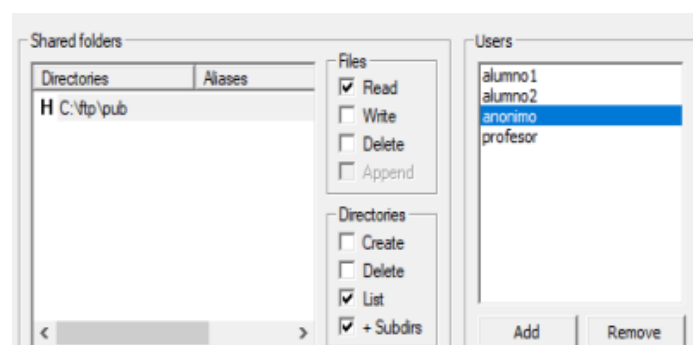 Shared folders
Directories Aliases
H C:\ftp\pub
Files
Read
Write
Delete
Append
Directories
Create
Delete
List
+ Subdirs
Users
alumno1
alumno2
anonimo
profesor
Add Remove